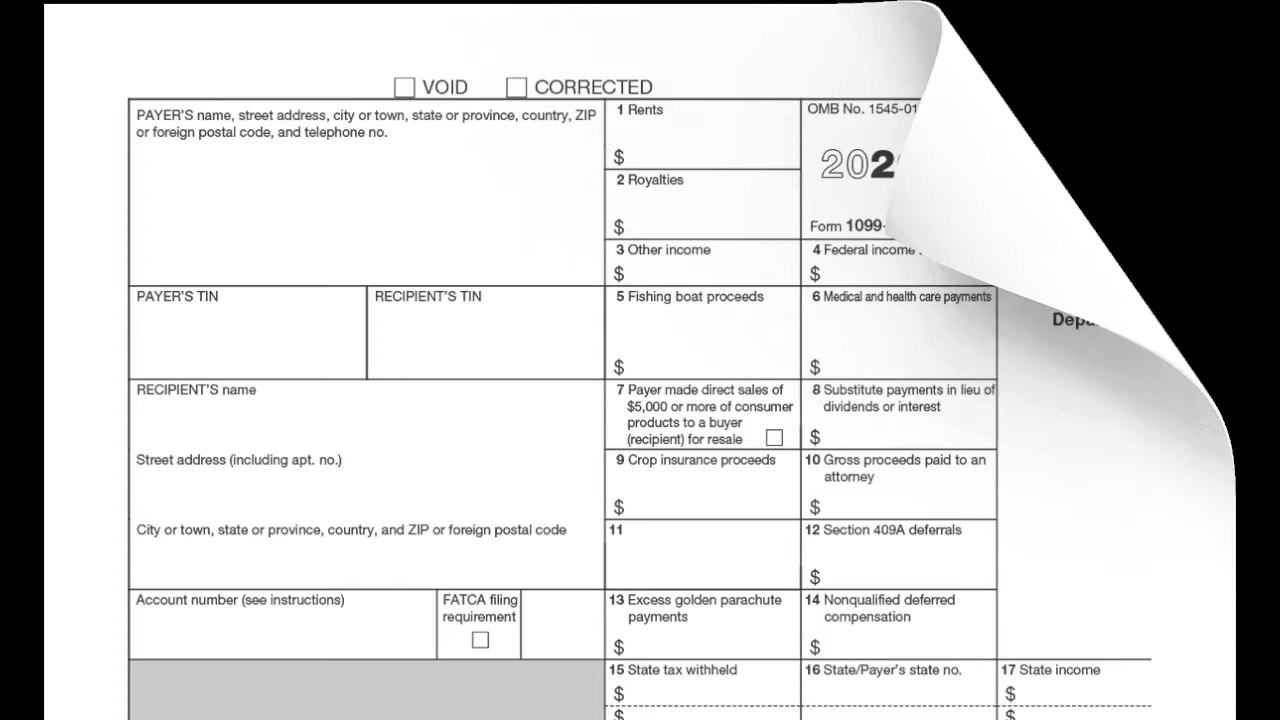 VOID CORRECTED
PAYER'S name, street address, city or town, state or province, country, ZIP
or foreign postal code, and telephone no.
1 Rents
$
OMB No. 1545-01
202
2 Royalties
$
Form 1099-
3 Other income
$
4 Federal income
$
PAYER'S TIN
RECIPIENT'S TIN
5 Fishing boat proceeds
$
6 Medical and health care payments
$
RECIPIENT'S name
7 Payer made direct sales of
$5,000 or more of consumer
products to a buyer
(recipient) for resale
8 Substitute payments in lieu of
dividends or interest
$
Street address (including apt. no.)
9 Crop insurance proceeds
$
10 Gross proceeds paid to an
attorney
$
City or town, state or province, country, and ZIP or foreign postal code
11
12 Section 409A deferrals
$
Account number (see instructions)
FATCA filing
requirement
13 Excess golden parachute
payments
$
14 Nonqualified deferred
compensation
$
15 State tax withheld
$
$
16 State/Payer's state no.
17 State income
$
$